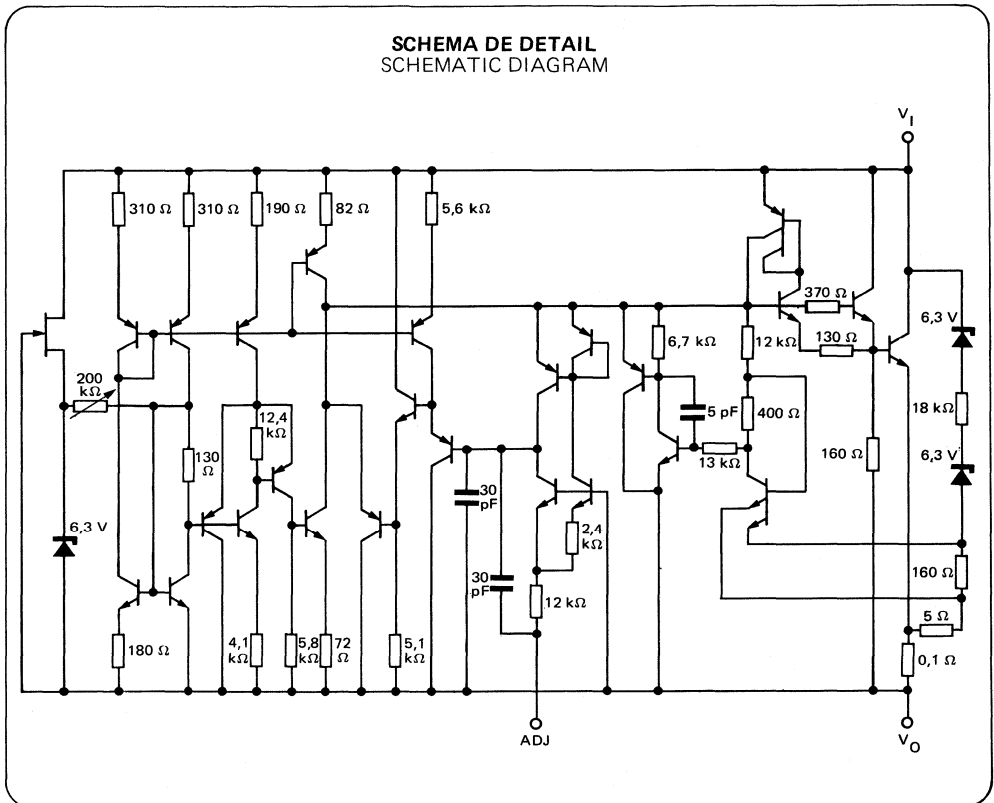 SCHEMA DE DETAIL
SCHEMATIC DIAGRAM
VI
310 Ω
310 Ω
190 Ω
82 Ω
5,6 kΩ
370 Ω
6,3 V
130 Ω
6,7 kΩ
12 kΩ
200
kΩ
5 pF
400 Ω
18 kΩ
12,4
kΩ
130
Ω
13 kΩ
160 Ω
6,3 V
30
pF
6,3 V
2,4
kΩ
30
pF
12 kΩ
160 Ω
5 Ω
180 Ω
4,1
kΩ
5,8
kΩ
72
Ω
5,1
kΩ
0,1 Ω
ADJ
VO